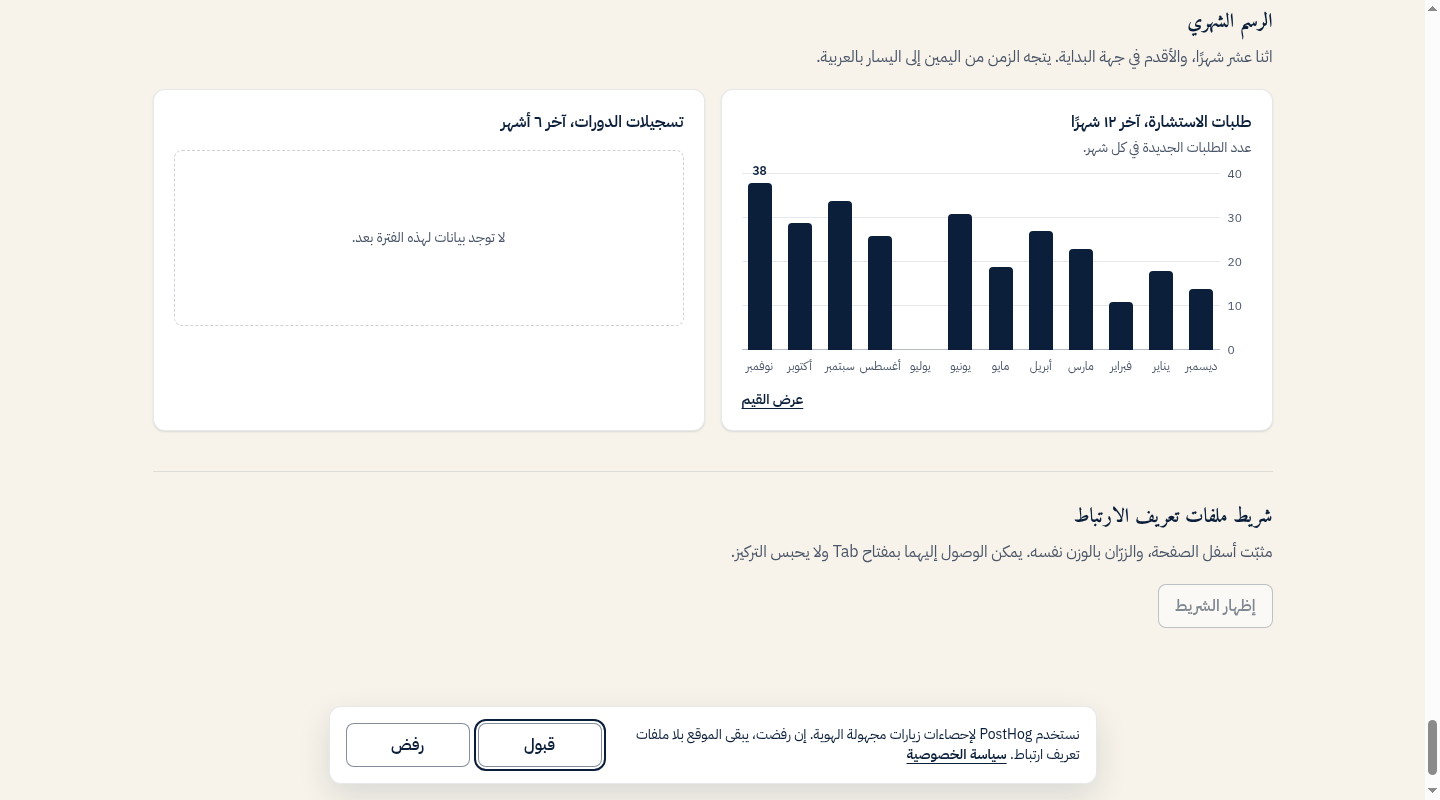 الرسم الشهري
اثنا عشر شهرًا، والأقدم في جهة البداية. يتجه الزمن من اليمين إلى اليسار بالعربية.
طلبات الاستشارة، آخر ١٢ شهرًا
عدد الطلبات الجديدة في كل شهر.
40
30
20
10
0
38
ديسمبر
يناير
فبراير
مارس
أبريل
مايو
يونيو
يوليو
أغسطس
سبتمبر
أكتوبر
نوفمبر
عرض القيم
تسجيلات الدورات، آخر ٦ أشهر
لا توجد بيانات لهذه الفترة بعد.
شريط ملفات تعريف الارتباط
مثبّت أسفل الصفحة، والزرّان بالوزن نفسه. يمكن الوصول إليهما بمفتاح Tab ولا يحبس التركيز.
إظهار الشريط
نستخدم PostHog لإحصاءات زيارات مجهولة الهوية. إن رفضت، يبقى الموقع بلا ملفات
تعريف ارتباط. سياسة الخصوصية
قبول
رفض